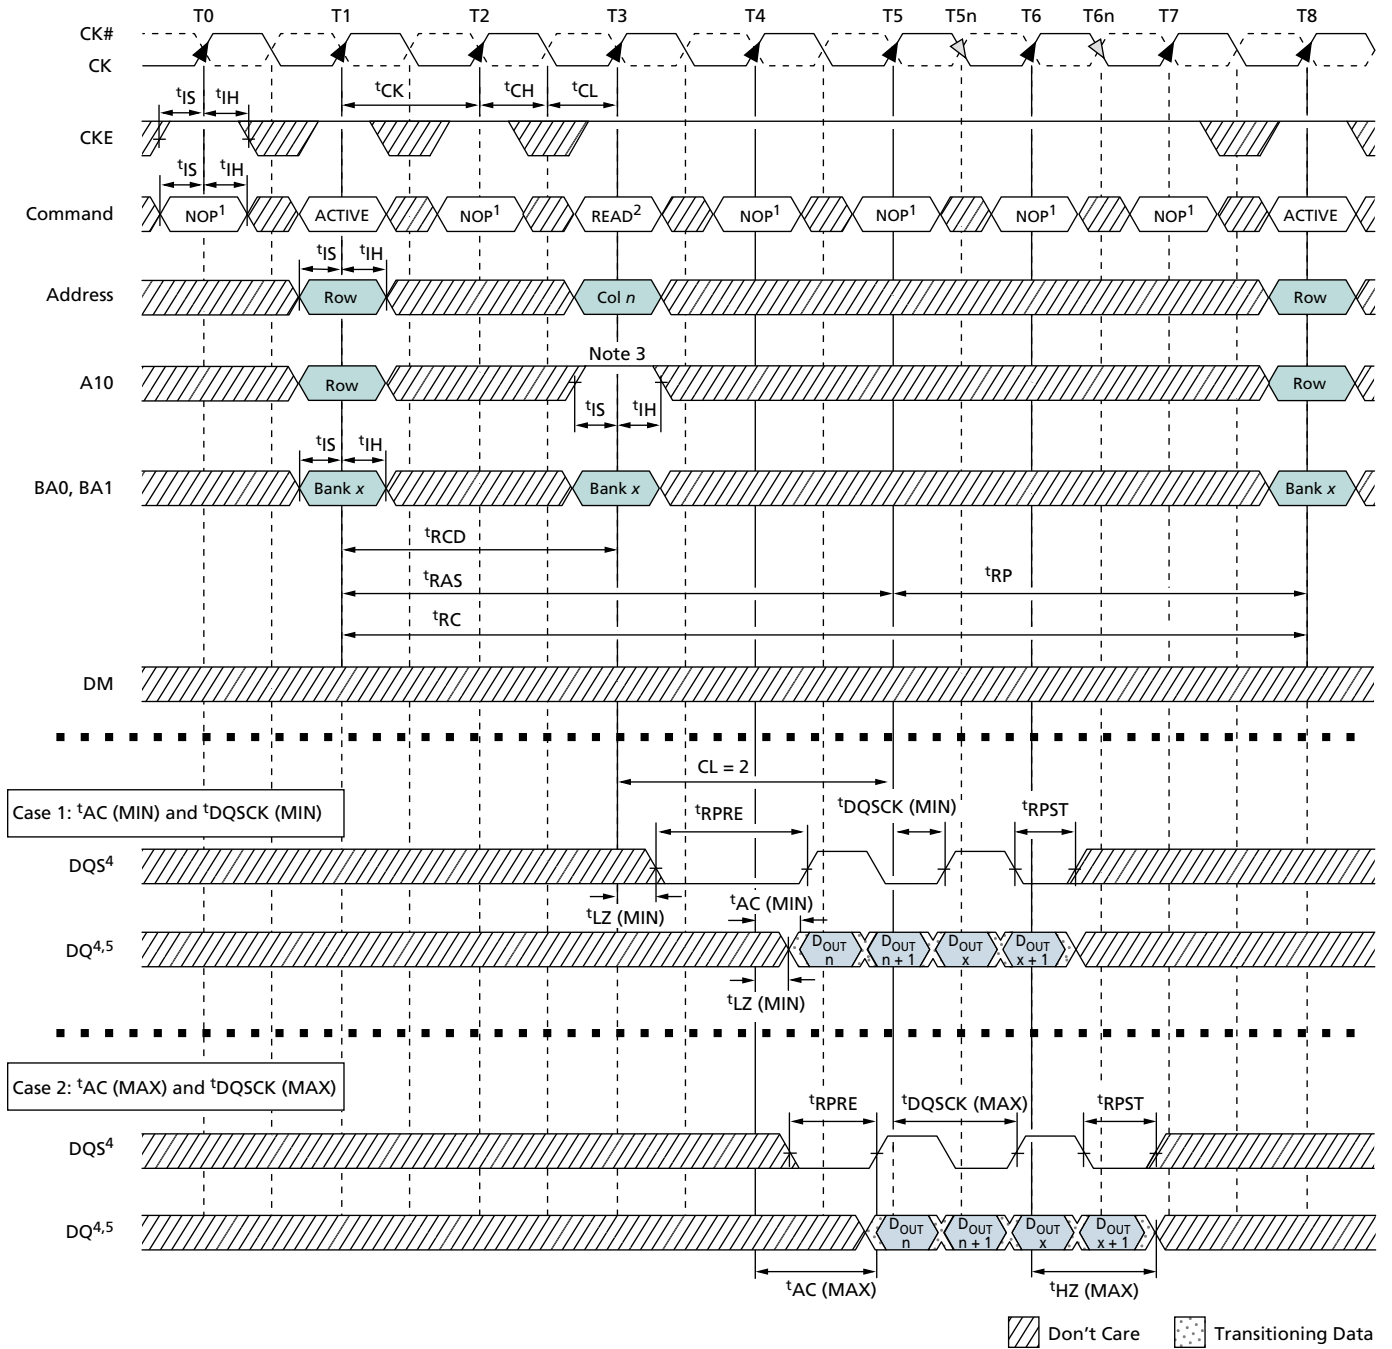 T0 T1 T2 T3 T4 T5 T5n T6 T6n T7 T8
CK#
CK
tIS tIH tCK tCH tCL
CKE
tIS tIH
Command NOP1 ACTIVE NOP1 READ2 NOP1 NOP1 NOP1 NOP1 ACTIVE
tIS tIH
Address Row Col n Row
Note 3
A10 Row Row
tIS tIH
tIS tIH
BA0, BA1 Bank x Bank x Bank x
tRCD
tRAS tRP
tRC
DM
CL = 2
Case 1: tAC (MIN) and tDQSCK (MIN)
tRPRE tDQSCK (MIN) tRPST
DQS4
tLZ (MIN) tAC (MIN)
DQ4,5 DOUT n DOUT n + 1 DOUT x DOUT x + 1
tLZ (MIN)
Case 2: tAC (MAX) and tDQSCK (MAX)
tRPRE tDQSCK (MAX) tRPST
DQS4
DQ4,5 DOUT n DOUT n + 1 DOUT x DOUT x + 1
tAC (MAX) tHZ (MAX)
Don't Care Transitioning Data